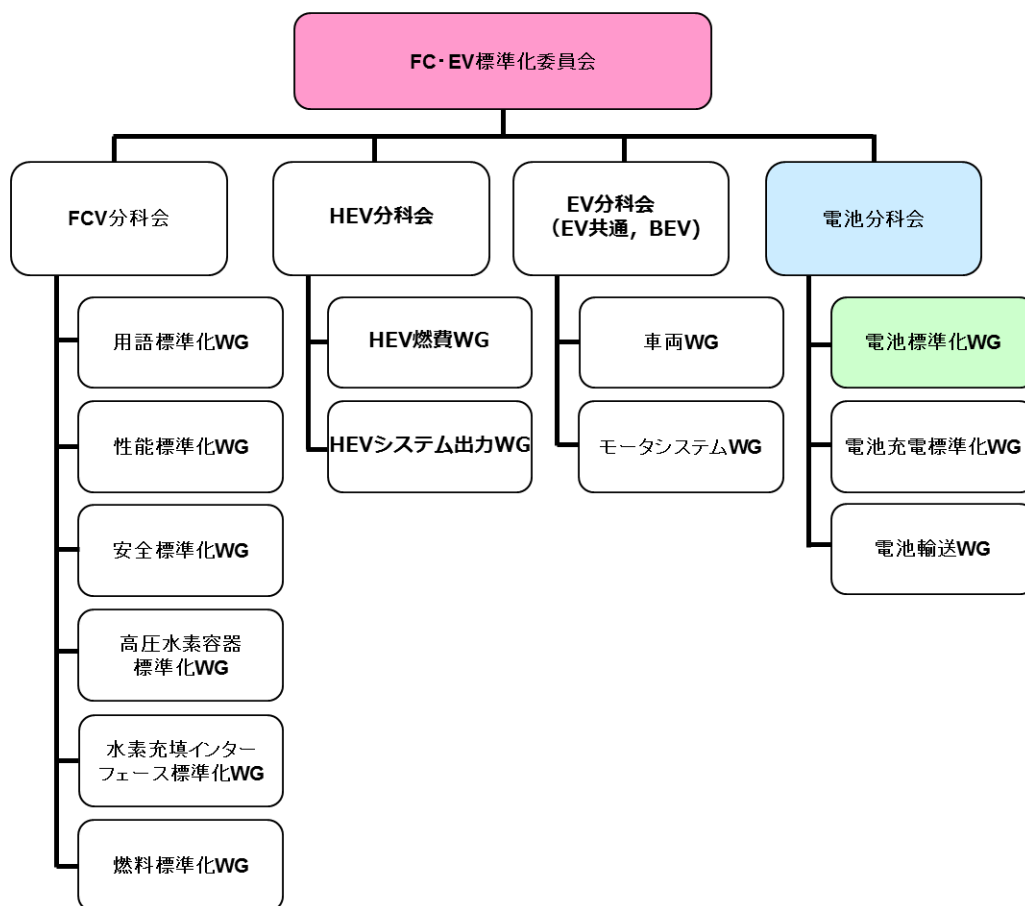 FC・EV標準化委員会
FCV分科会
HEV分科会
EV分科会
（EV共通，BEV）
電池分科会
用語標準化WG
性能標準化WG
安全標準化WG
高圧水素容器
標準化WG
水素充填インター
フェース標準化WG
燃料標準化WG
HEV燃費WG
HEVシステム出力WG
車両WG
モータシステムWG
電池標準化WG
電池充電標準化WG
電池輸送WG